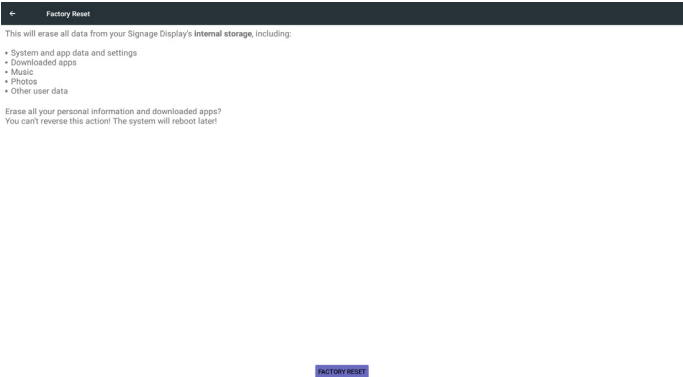 ← Factory Reset
This will erase all data from your Signage Display's internal storage, including:
• System and app data and settings
• Downloaded apps
• Music
• Photos
• Other user data
Erase all your personal information and downloaded apps?
You can't reverse this action! The system will reboot later!
FACTORY RESET